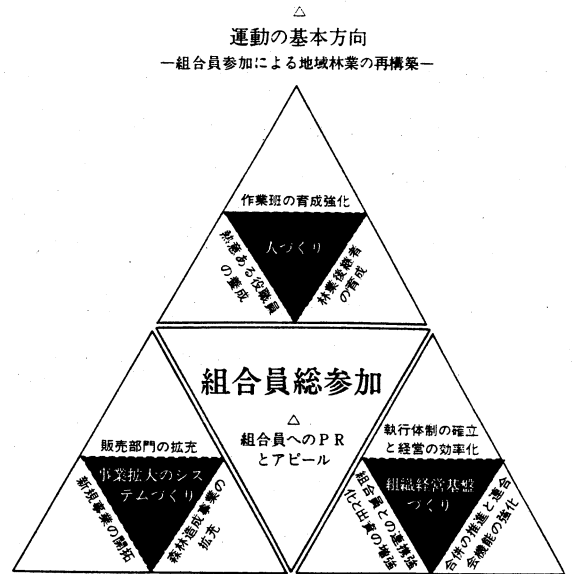 △
運動の基本方向
―組合員参加による地域林業の再構築―
作業班の育成強化
人づくり
熱意ある役職員
の養成
林業後継者
の育成
組合員総参加
△
組合員へのPR
とアピール
販売部門の拡充
事業拡大のシス
テムづくり
新規事業の開拓
森林造成事業の
拡充
執行体制の確立
と経営の効率化
組織経営基盤
づくり
組合員との連携強
化と出資の増強
合併の推進と連合
会機能の強化